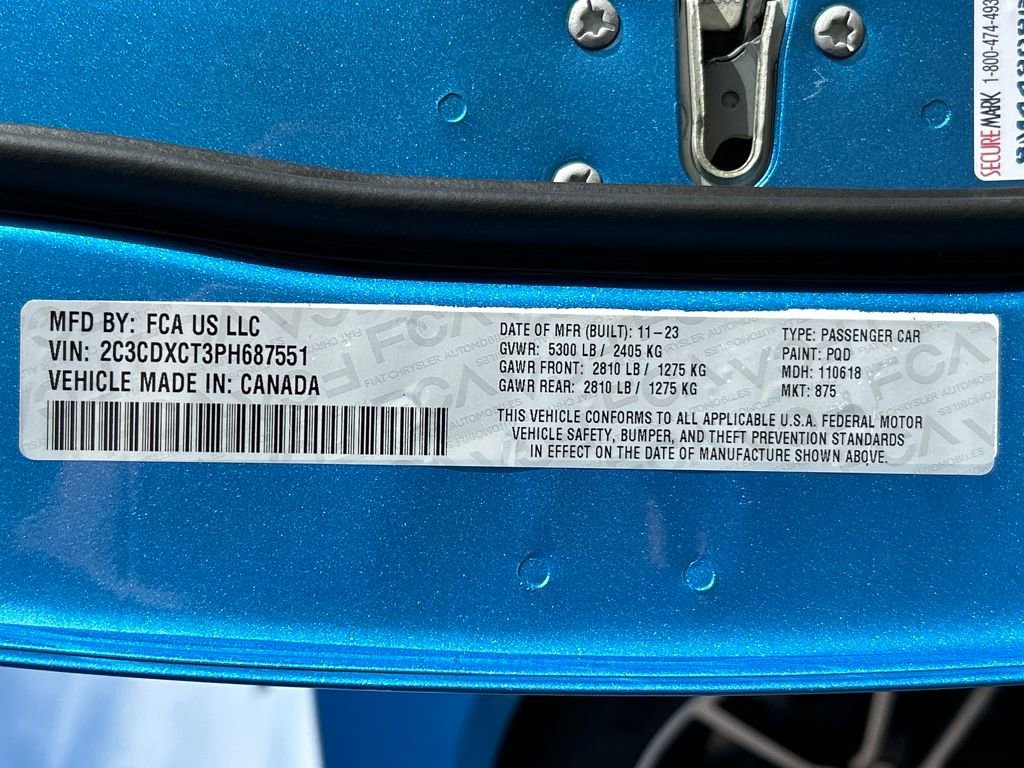 SECUREMARK 1-800-474-493
MFD BY: FCA US LLC
VIN: 2C3CDXCT3PH687551
VEHICLE MADE IN: CANADA
DATE OF MFR (BUILT): 11-23
GVWR: 5300 LB / 2405 KG
GAWR FRONT: 2810 LB / 1275 KG
GAWR REAR: 2810 LB / 1275 KG
TYPE: PASSENGER CAR
PAINT: PQD
MDH: 110618
MKT: 875
THIS VEHICLE CONFORMS TO ALL APPLICABLE U.S.A. FEDERAL MOTOR
VEHICLE SAFETY, BUMPER, AND THEFT PREVENTION STANDARDS
IN EFFECT ON THE DATE OF MANUFACTURE SHOWN ABOVE.